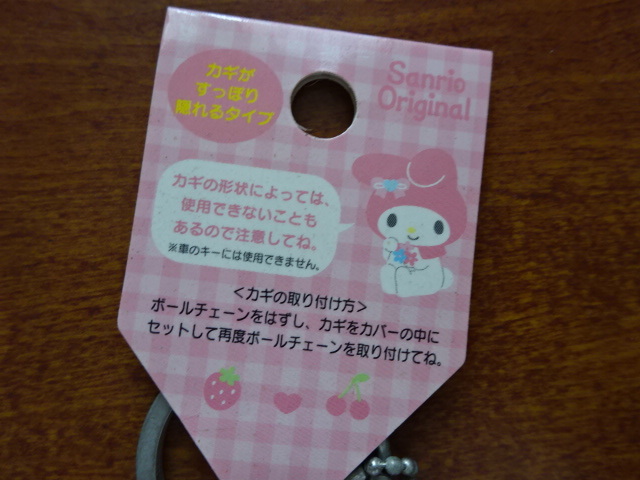 カギが
すっぽり
隠れるタイプ
Sanrio
Original
カギの形状によっては、
使用できないことも
あるので注意してね。
※車のキーには使用できません。
<カギの取り付け方>
ボールチェーンをはずし、カギをカバーの中に
セットして再度ボールチェーンを取り付けてね。